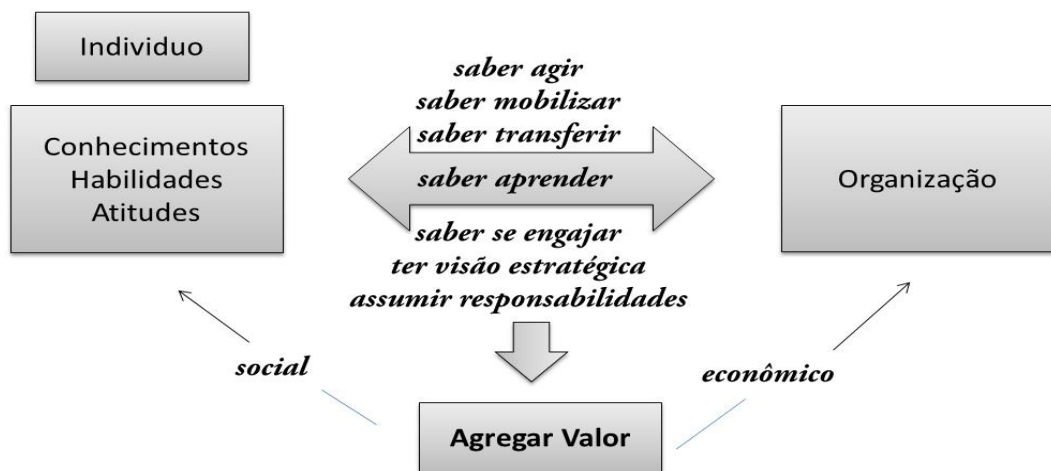 Individuo
Conhecimentos
Habilidades
Atitudes
saber agir
saber mobilizar
saber transferir
saber aprender
saber se engajar
ter visão estratégica
assumir responsabilidades
Organização
social
econômico
Agregar Valor